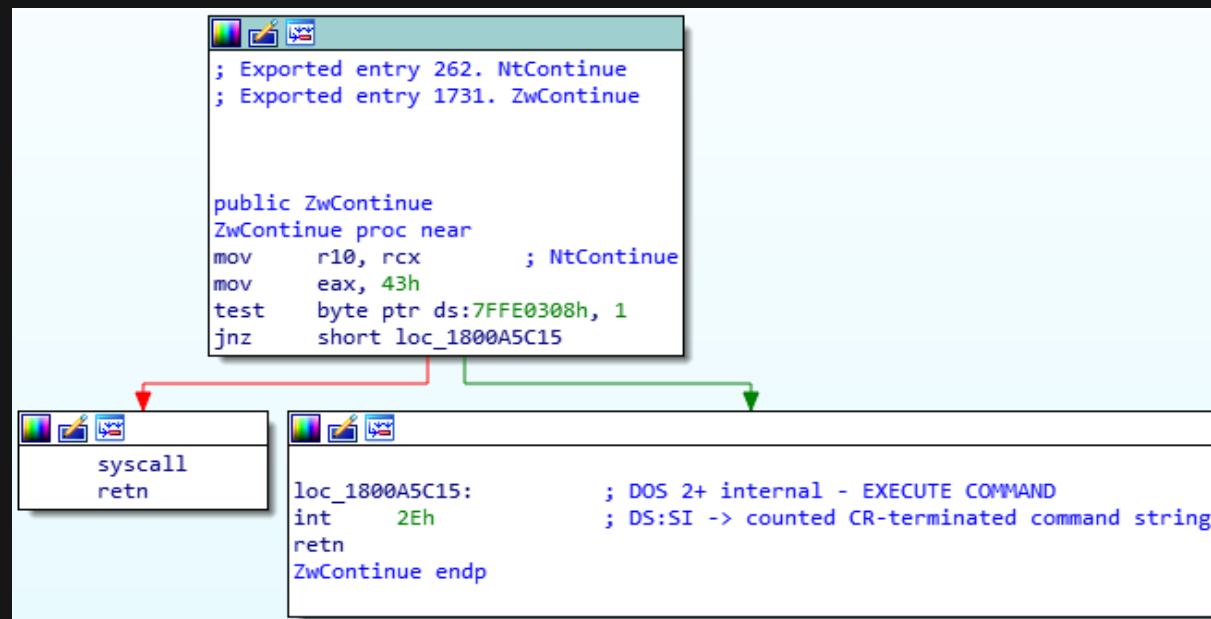 ; Exported entry 262. NtContinue
; Exported entry 1731. ZwContinue
public ZwContinue
ZwContinue proc near
mov r10, rcx ; NtContinue
mov eax, 43h
test byte ptr ds:7FFE0308h, 1
jnz short loc_1800A5C15
syscall
retn
loc_1800A5C15: ; DOS 2+ internal - EXECUTE COMMAND
int 2Eh ; DS:SI -> counted CR-terminated command string
retn
ZwContinue endp